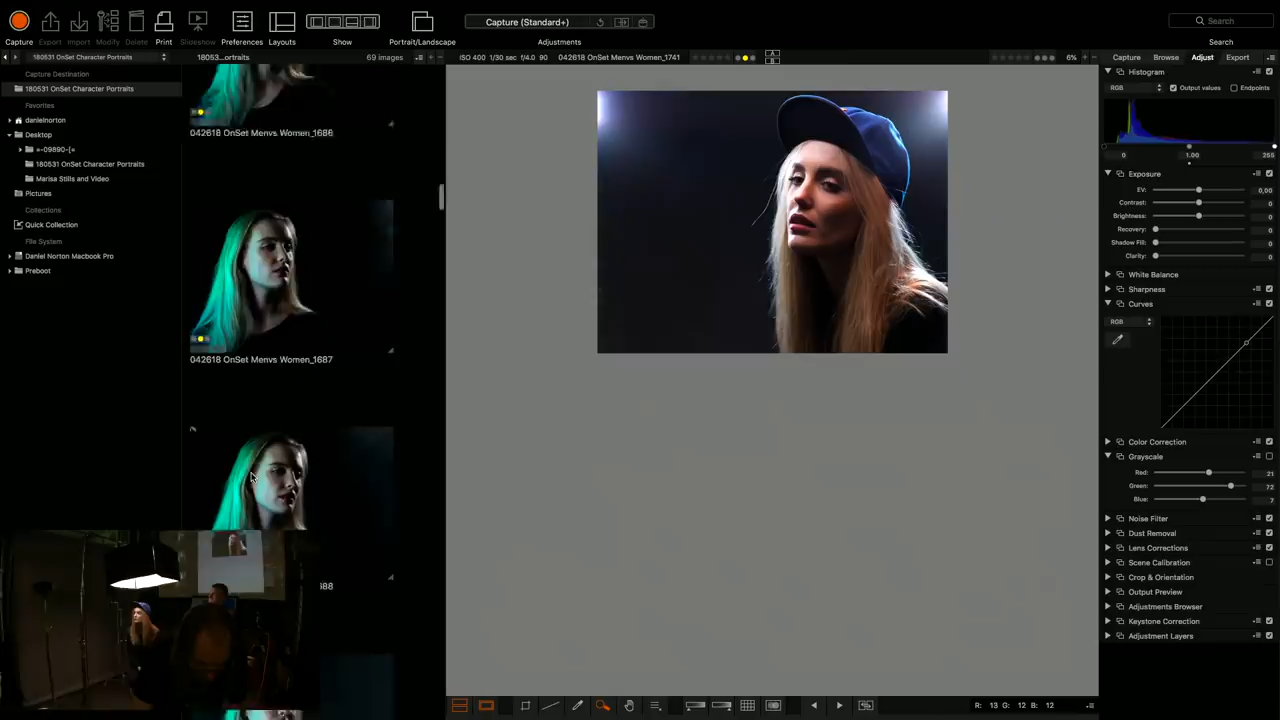 Capture Export Import Modify Delete Print Slideshow Preferences Layouts Show Portrait/Landscape
Capture (Standard+)
Adjustments
Search
Search
180531 OnSet Character Portraits
18053...ortraits
69 images
ISO 400 1/30 sec f/4.0 90
042618 OnSet Menvs Women_1741
A
B
6%
Capture Browse Adjust Export
Capture Destination
180531 OnSet Character Portraits
Favorites
danielnorton
Desktop
180531 OnSet Character Portraits
Marisa Stills and Video
Pictures
Collections
Quick Collection
File System
Daniel Norton Macbook Pro
Preboot
042618 OnSet Menvs Women_1686
042618 OnSet Menvs Women_1687
Histogram
RGB Output values Endpoints
0 1.00 255
Exposure
EV: 0,00
Contrast: 0
Brightness: 0
Recovery: 0
Shadow Fill: 0
Clarity: 0
White Balance
Sharpness
Curves
RGB
Color Correction
Grayscale
Red: 21
Green: 72
Blue: 7
Noise Filter
Dust Removal
Lens Corrections
Scene Calibration
Crop & Orientation
Output Preview
Adjustments Browser
Keystone Correction
Adjustment Layers
R: 13 G: 12 B: 12